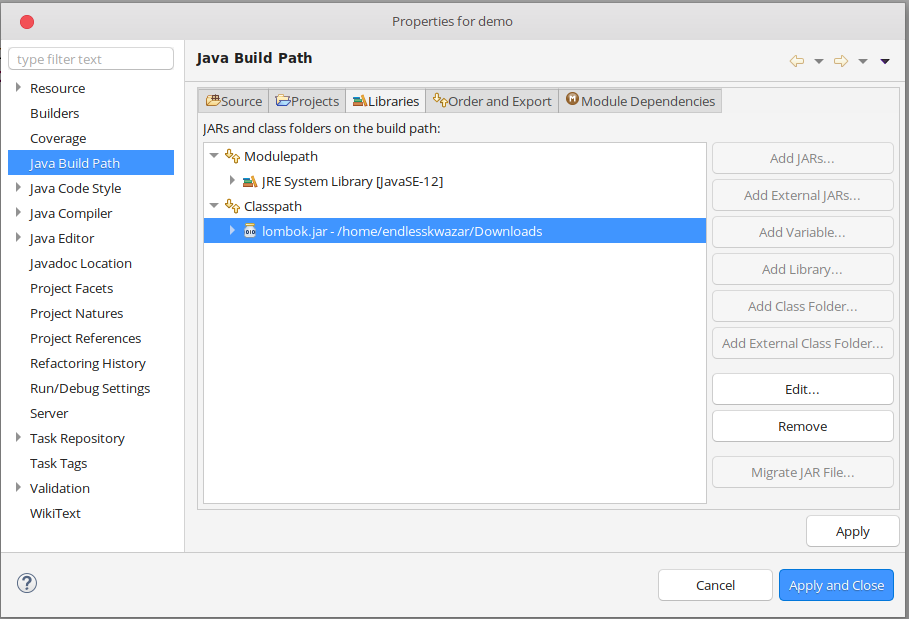 Properties for demo
type filter text
Resource
Builders
Coverage
Java Build Path
Java Code Style
Java Compiler
Java Editor
Javadoc Location
Project Facets
Project Natures
Project References
Refactoring History
Run/Debug Settings
Server
Task Repository
Task Tags
Validation
WikiText
Java Build Path
Source Projects Libraries Order and Export Module Dependencies
JARs and class folders on the build path:
Modulepath
JRE System Library [JavaSE-12]
Classpath
lombok.jar - /home/endlesskwazar/Downloads
Add JARs...
Add External JARs...
Add Variable...
Add Library...
Add Class Folder...
Add External Class Folder...
Edit...
Remove
Migrate JAR File...
Apply
Cancel
Apply and Close